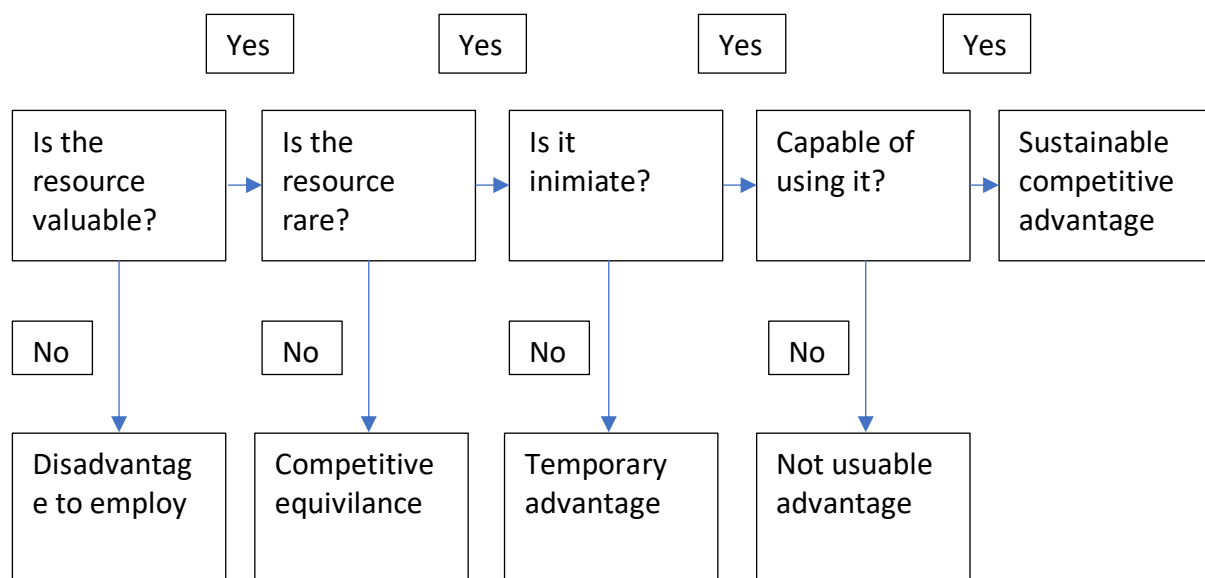 Yes
Yes
Yes
Yes
Is the
resource
valuable?
Is the
resource
rare?
Is it
inimiate?
Capable of
using it?
Sustainable
competitive
advantage
No
No
No
No
Disadvantag
e to employ
Competitive
equivilance
Temporary
advantage
Not usuable
advantage